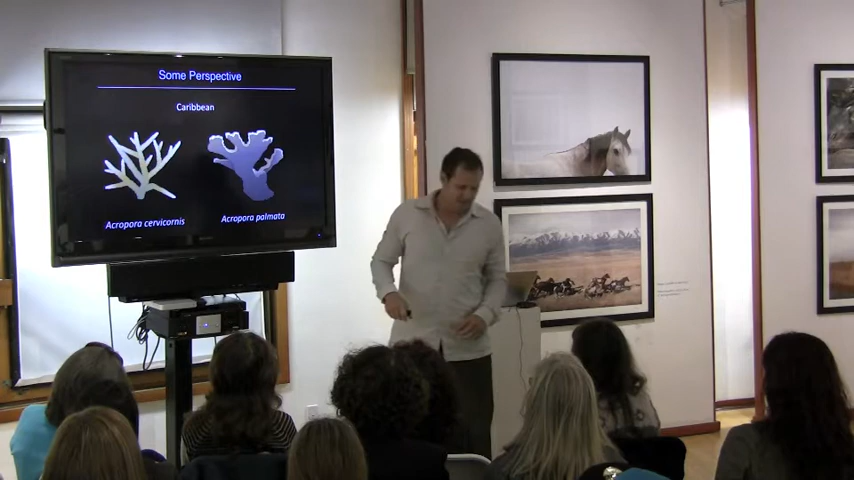 Some Perspective
Caribbean
Acropora cervicornis
Acropora palmata